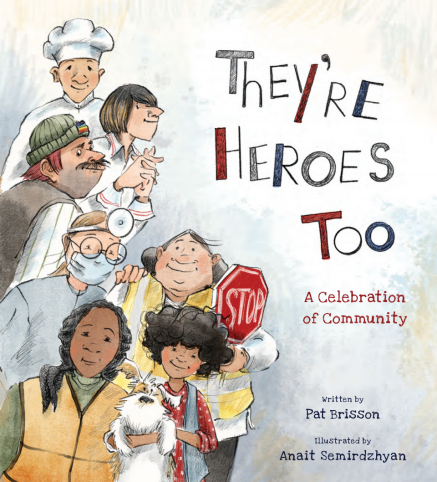 They're
Heroes
Too
STOP
A Celebration
of Community
Written by
Pat Brisson
Illustrated by
Anait Semirdzhyan